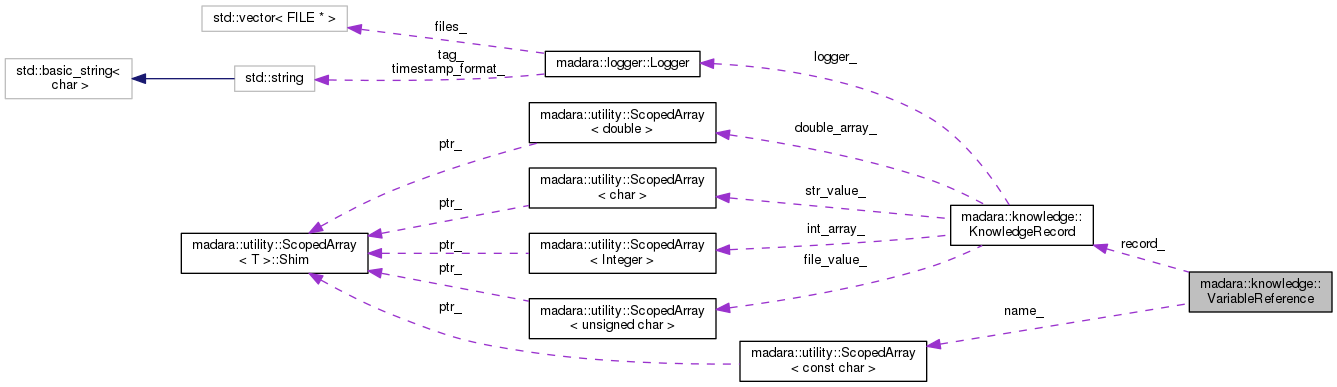 std::vector< FILE * >
files_
std::basic_string<
char >
std::string
tag_
timestamp_format_
madara::logger::Logger
logger_
madara::utility::ScopedArray
< double >
double_array_
ptr_
madara::utility::ScopedArray
< char >
str_value_
ptr_
madara::knowledge::
KnowledgeRecord
madara::utility::ScopedArray
< T >::Shim
ptr_
madara::utility::ScopedArray
< Integer >
int_array_
record_
ptr_
file_value_
madara::knowledge::
VariableReference
madara::utility::ScopedArray
< unsigned char >
ptr_
name_
madara::utility::ScopedArray
< const char >